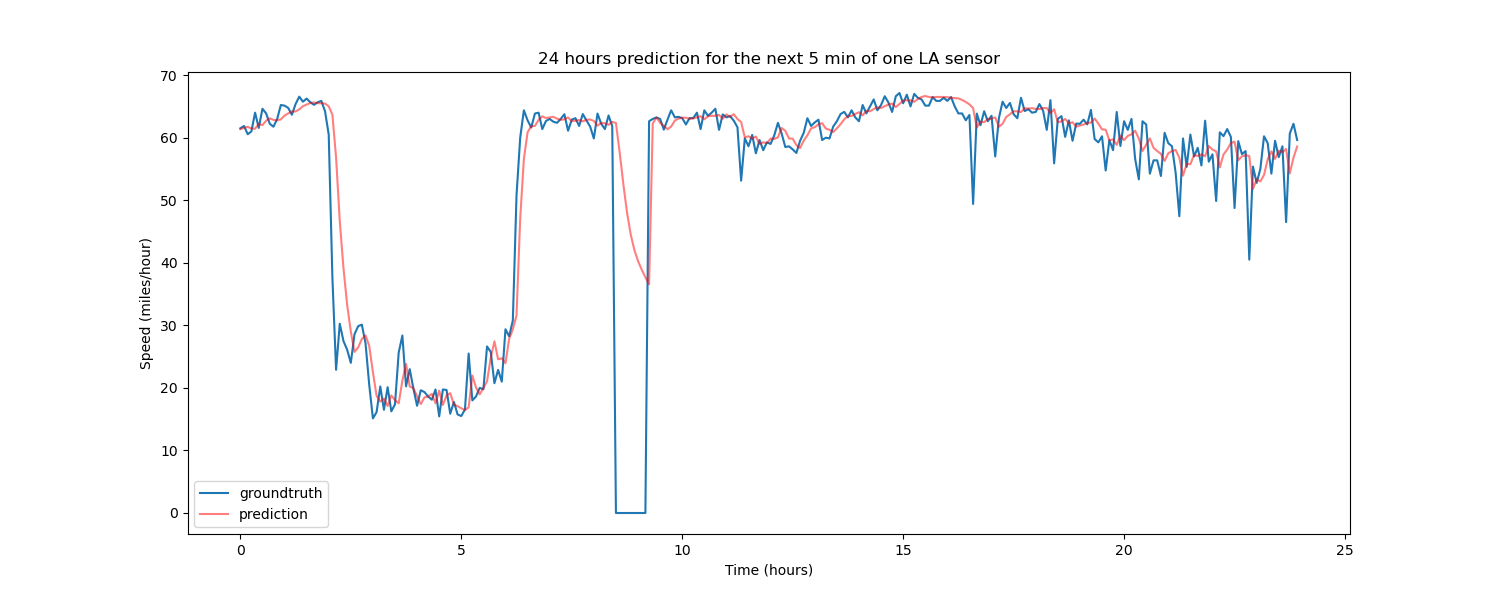 24 hours prediction for the next 5 min of one LA sensor
70
60
50
40
30
20
10
0
Speed (miles/hour)
groundtruth
prediction
0 5 10 15 20 25
Time (hours)